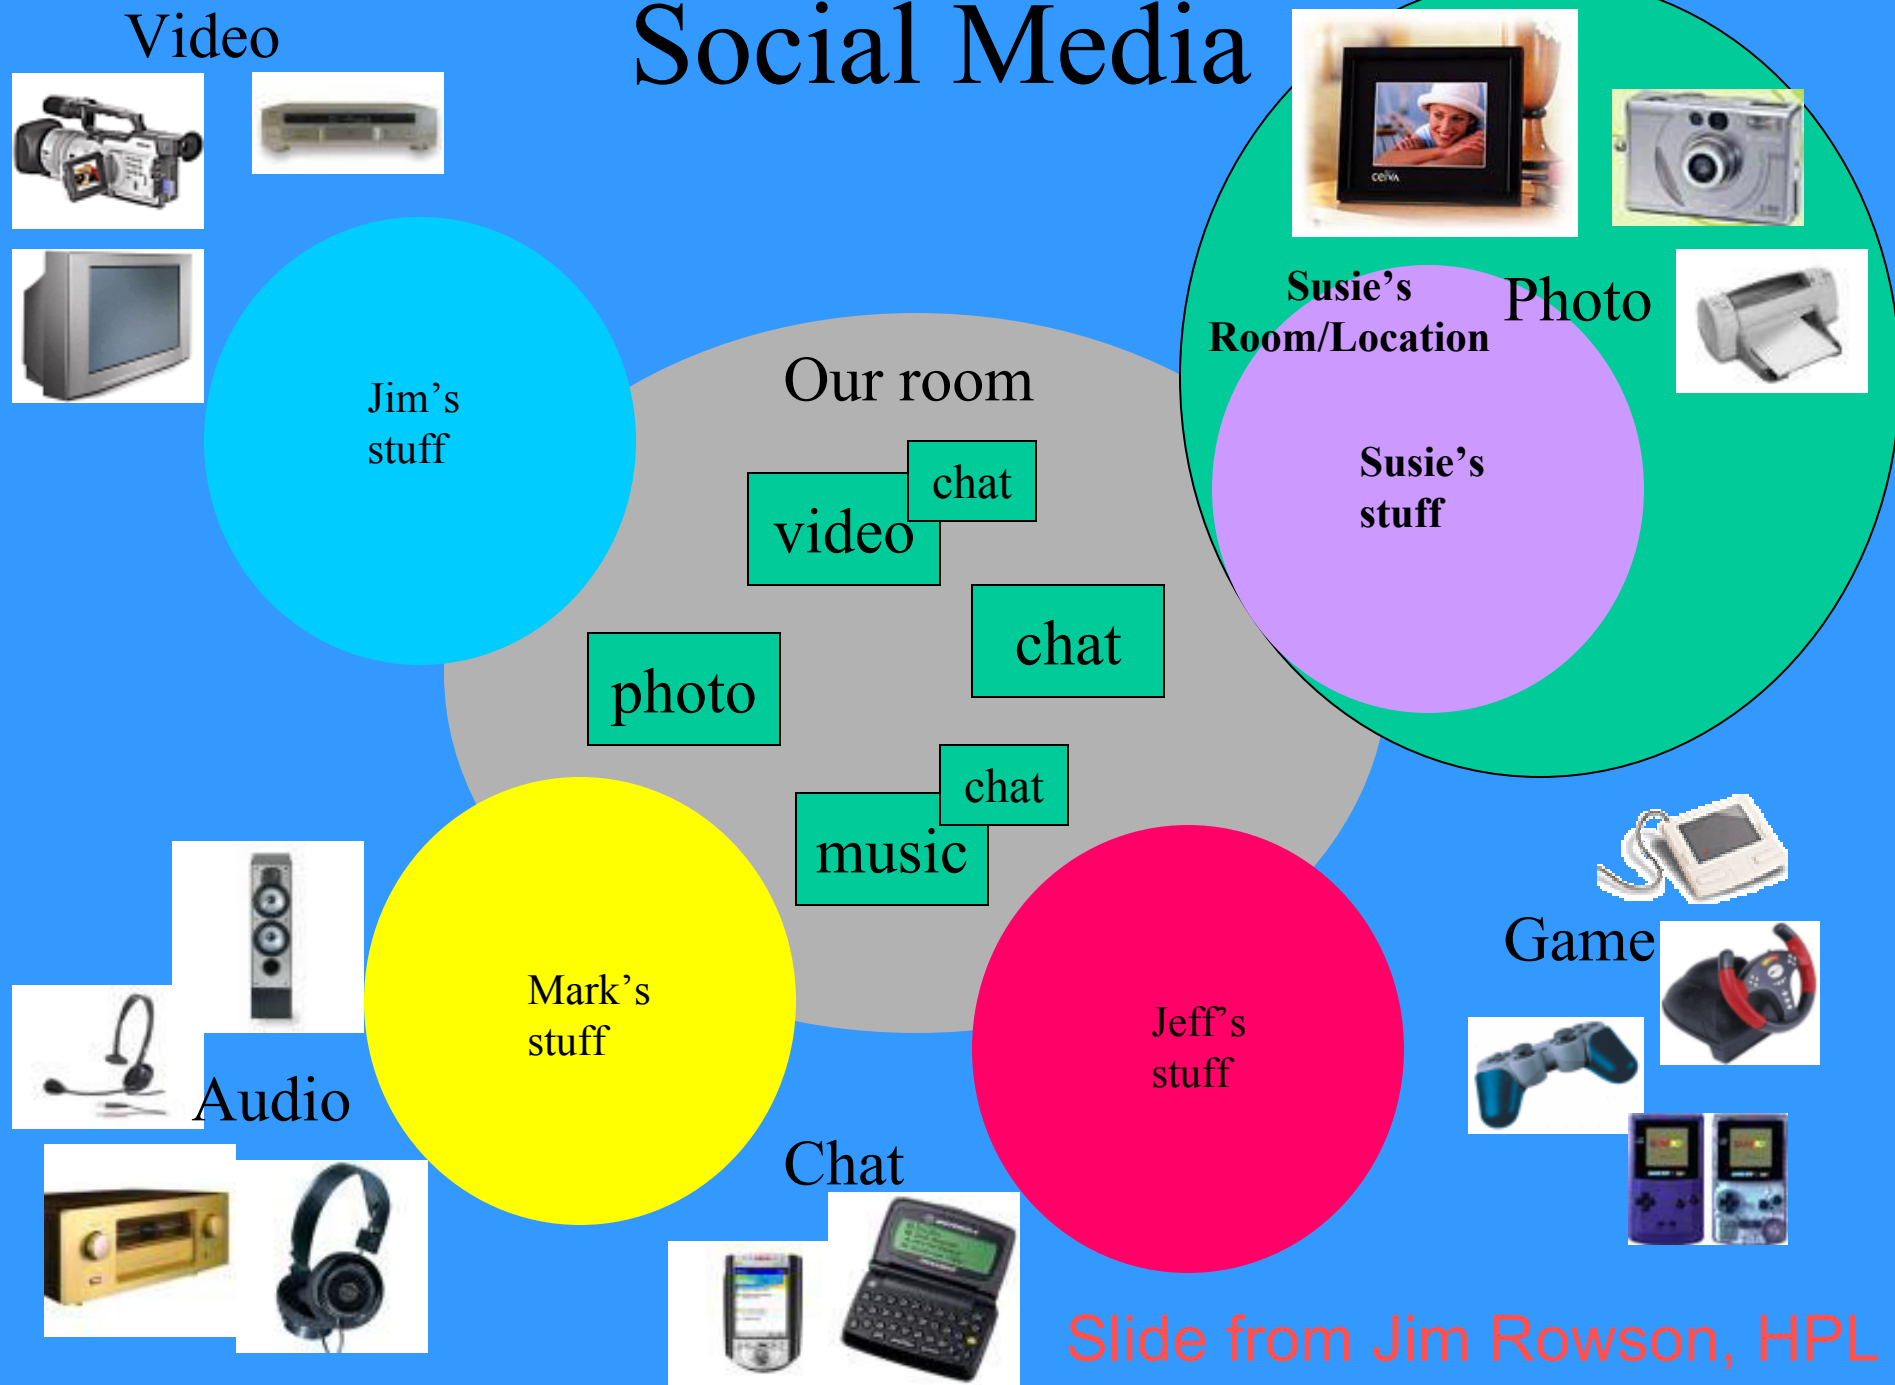 Social Media
Video
CEIVA
Susie's
Room/Location
Photo
Our room
Jim's
stuff
Susie's
stuff
chat
video
chat
photo
chat
music
Game
Mark's
stuff
Jeff's
stuff
Audio
Chat
Slide from Jim Rowson, HPL